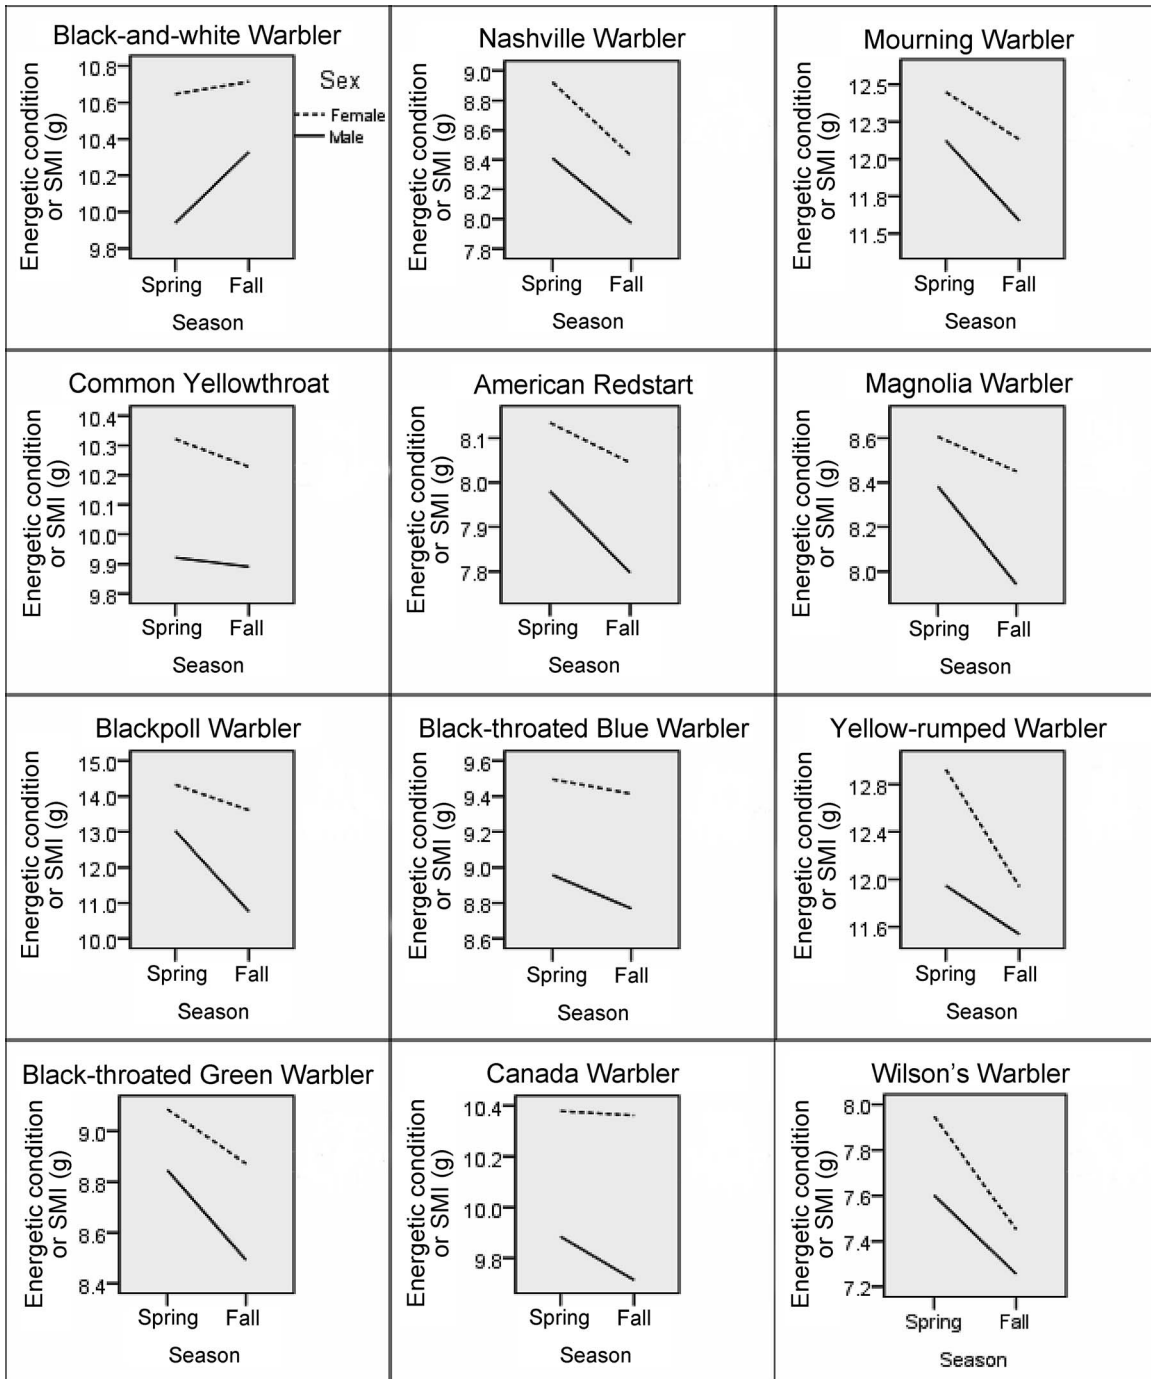 Black-and-white Warbler
Energetic condition
or SMI (g)
10.8
10.6
10.4
10.2
10.0
9.8
Sex
Female
Male
Spring Fall
Season
Nashville Warbler
Energetic condition
or SMI (g)
9.0
8.8
8.6
8.4
8.2
8.0
7.8
Spring Fall
Season
Mourning Warbler
Energetic condition
or SMI (g)
12.5
12.3
12.0
11.8
11.5
Spring Fall
Season
Common Yellowthroat
Energetic condition
or SMI (g)
10.4
10.3
10.2
10.1
10.0
9.9
9.8
Spring Fall
Season
American Redstart
Energetic condition
or SMI (g)
8.1
8.0
7.9
7.8
Spring Fall
Season
Magnolia Warbler
Energetic condition
or SMI (g)
8.6
8.4
8.2
8.0
Spring Fall
Season
Blackpoll Warbler
Energetic condition
or SMI (g)
15.0
14.0
13.0
12.0
11.0
10.0
Spring Fall
Season
Black-throated Blue Warbler
Energetic condition
or SMI (g)
9.6
9.4
9.2
9.0
8.8
8.6
Spring Fall
Season
Yellow-rumped Warbler
Energetic condition
or SMI (g)
12.8
12.4
12.0
11.6
Spring Fall
Season
Black-throated Green Warbler
Energetic condition
or SMI (g)
9.0
8.8
8.6
8.4
Spring Fall
Season
Canada Warbler
Energetic condition
or SMI (g)
10.4
10.2
10.0
9.8
Spring Fall
Season
Wilson's Warbler
Energetic condition
or SMI (g)
8.0
7.8
7.6
7.4
7.2
Spring Fall
Season